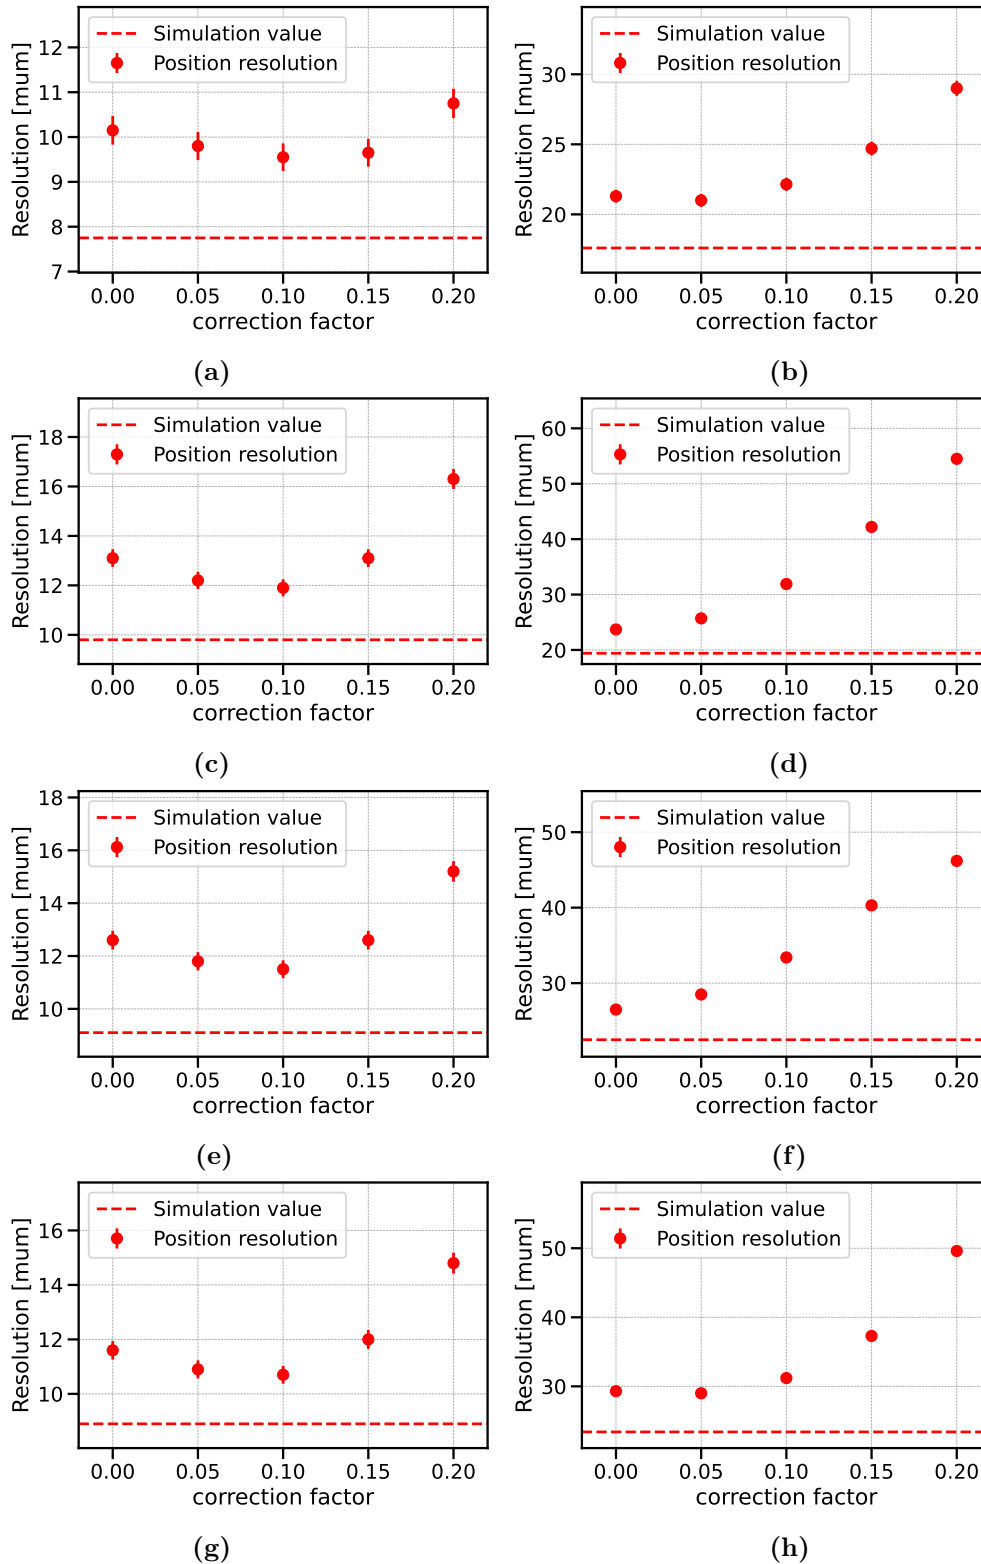 Simulation value
Position resolution
12
11
10
9
8
7
Resolution [mum]
0.00 0.05 0.10 0.15 0.20
correction factor
(a)
Simulation value
Position resolution
30
25
20
Resolution [mum]
0.00 0.05 0.10 0.15 0.20
correction factor
(b)
Simulation value
Position resolution
18
16
14
12
10
Resolution [mum]
0.00 0.05 0.10 0.15 0.20
correction factor
(c)
Simulation value
Position resolution
60
50
40
30
20
Resolution [mum]
0.00 0.05 0.10 0.15 0.20
correction factor
(d)
Simulation value
Position resolution
18
16
14
12
10
Resolution [mum]
0.00 0.05 0.10 0.15 0.20
correction factor
(e)
Simulation value
Position resolution
50
40
30
Resolution [mum]
0.00 0.05 0.10 0.15 0.20
correction factor
(f)
Simulation value
Position resolution
16
14
12
10
Resolution [mum]
0.00 0.05 0.10 0.15 0.20
correction factor
(g)
Simulation value
Position resolution
50
40
30
Resolution [mum]
0.00 0.05 0.10 0.15 0.20
correction factor
(h)